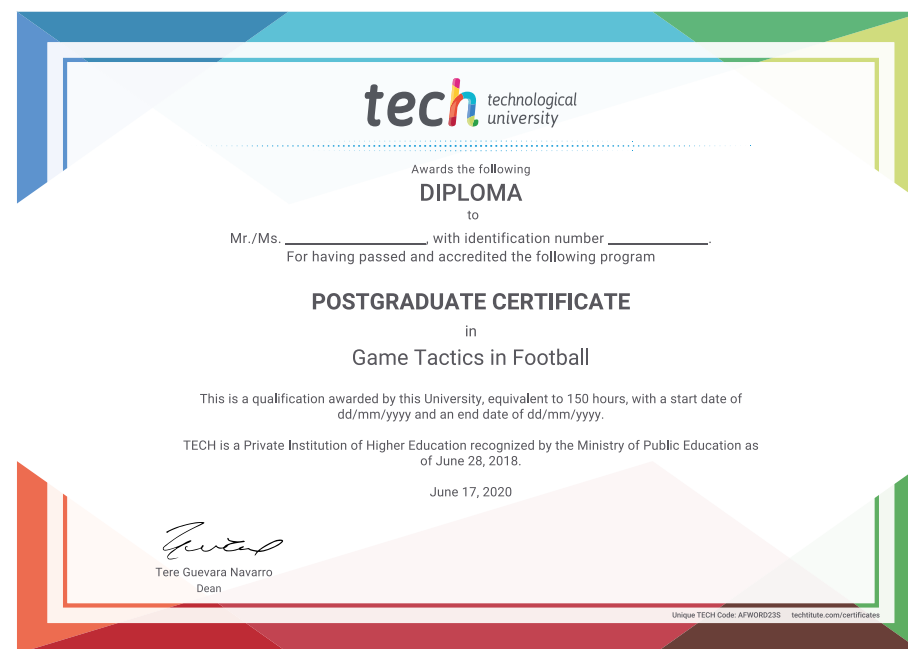 tech technological
university
Awards the following
DIPLOMA
to
Mr./Ms. ____________________, with identification number ______________.
For having passed and accredited the following program
POSTGRADUATE CERTIFICATE
in
Game Tactics in Football
This is a qualification awarded by this University, equivalent to 150 hours, with a start date of
dd/mm/yyyy and an end date of dd/mm/yyyy.
TECH is a Private Institution of Higher Education recognized by the Ministry of Public Education as
of June 28, 2018.
June 17, 2020
Tere Guevara Navarro
Dean
Unique TECH Code: AFWORD23S techtitute.com/certificates